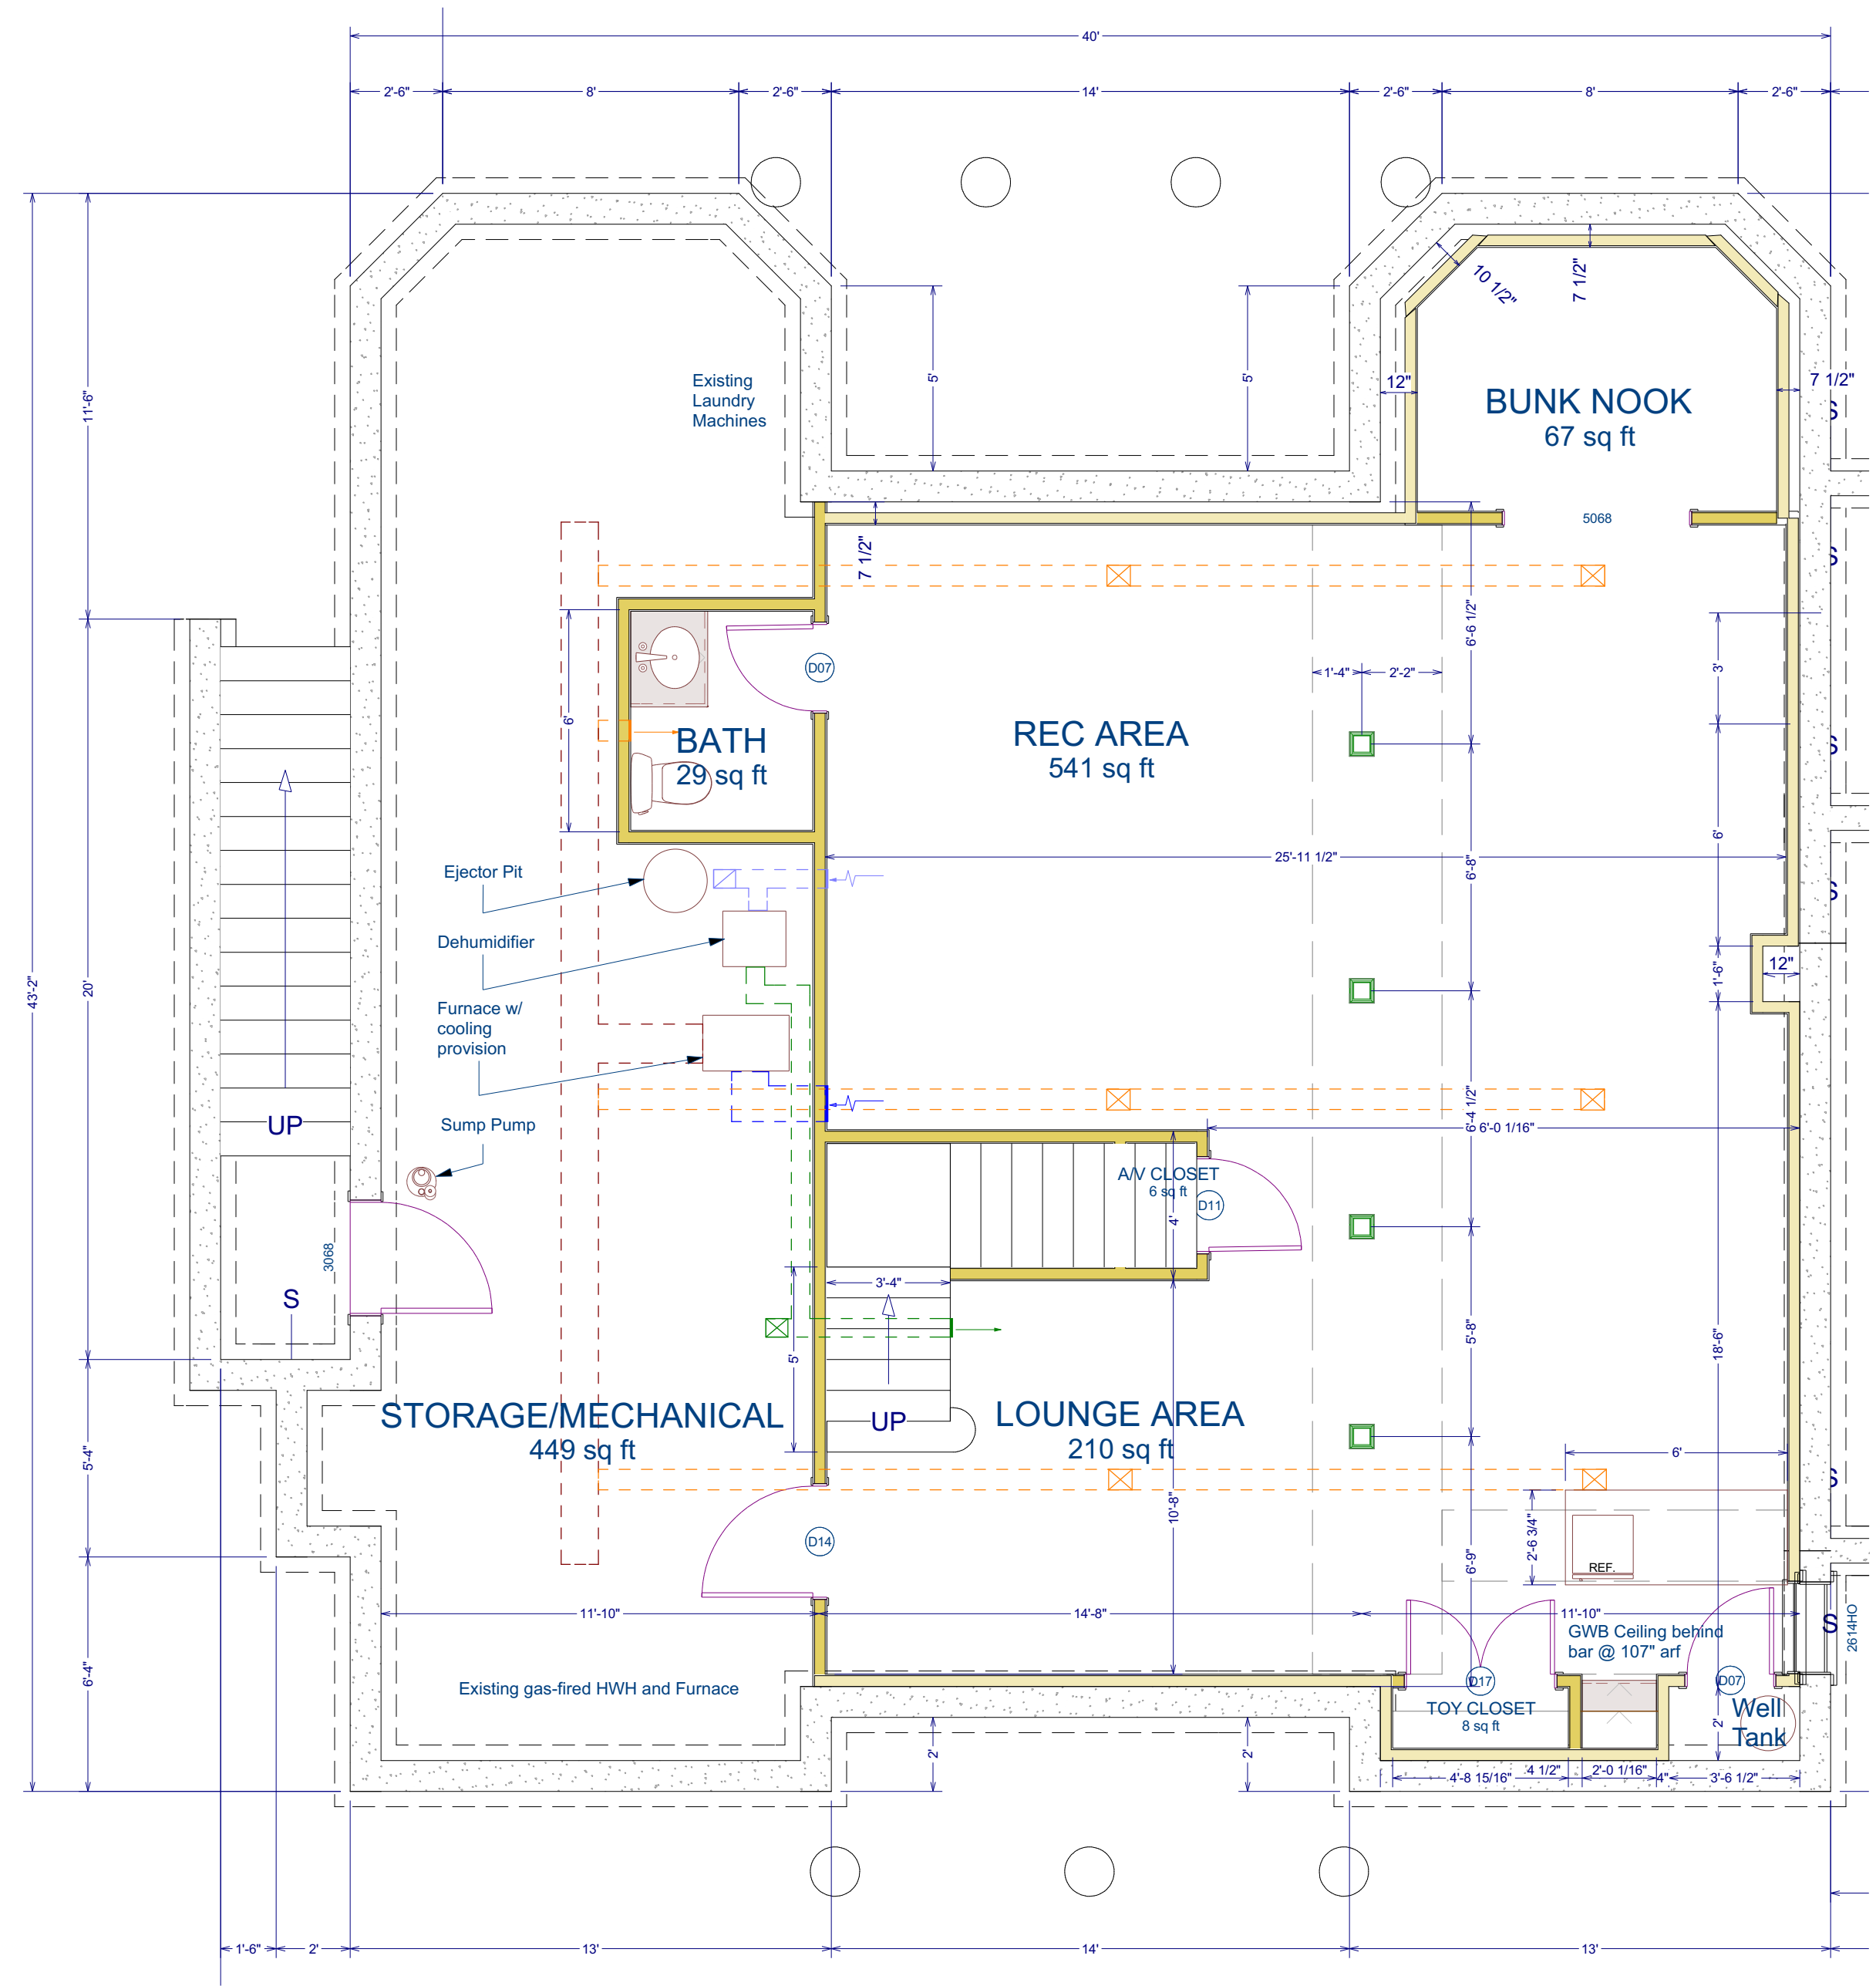 40'
2'-6"
8'
2'-6"
14'
2'-6"
8'
2'-6"
10 1/2"
7 1/2"
Existing
Laundry
Machines
5'
5'
12"
7 1/2"
BUNK NOOK
67 sq ft
S
11'-6"
5068
7 1/2"
S
6'-6 1/2"
D07
1'-4"
2'-2"
3'
6'
BATH
29 sq ft
REC AREA
541 sq ft
S
6'
25'-11 1/2"
6'-8"
Ejector Pit
S
Dehumidifier
43'-2"
20'
12"
1'-6"
Furnace w/
cooling
provision
6'-4 1/2"
UP
Sump Pump
6'-0 1/16"
A/V CLOSET
6 sq ft
D11
4'
3068
S
3'-4"
5'
5'-8"
18'-6"
STORAGE/MECHANICAL
449 sq ft
UP
LOUNGE AREA
210 sq ft
5'-4"
6'
S
10'-8"
2'-6 3/4"
D14
6'-9"
REF.
11'-10"
14'-8"
11'-10"
GWB Ceiling behind
bar @ 107" arf
S
2614HO
6'-4"
Existing gas-fired HWH and Furnace
D17
D07
TOY CLOSET
8 sq ft
Well
Tank
2'
2'
2'
4'-8 15/16"
4 1/2"
2'-0 1/16"
4"
3'-6 1/2"
1'-6"
2'
13'
14'
13'